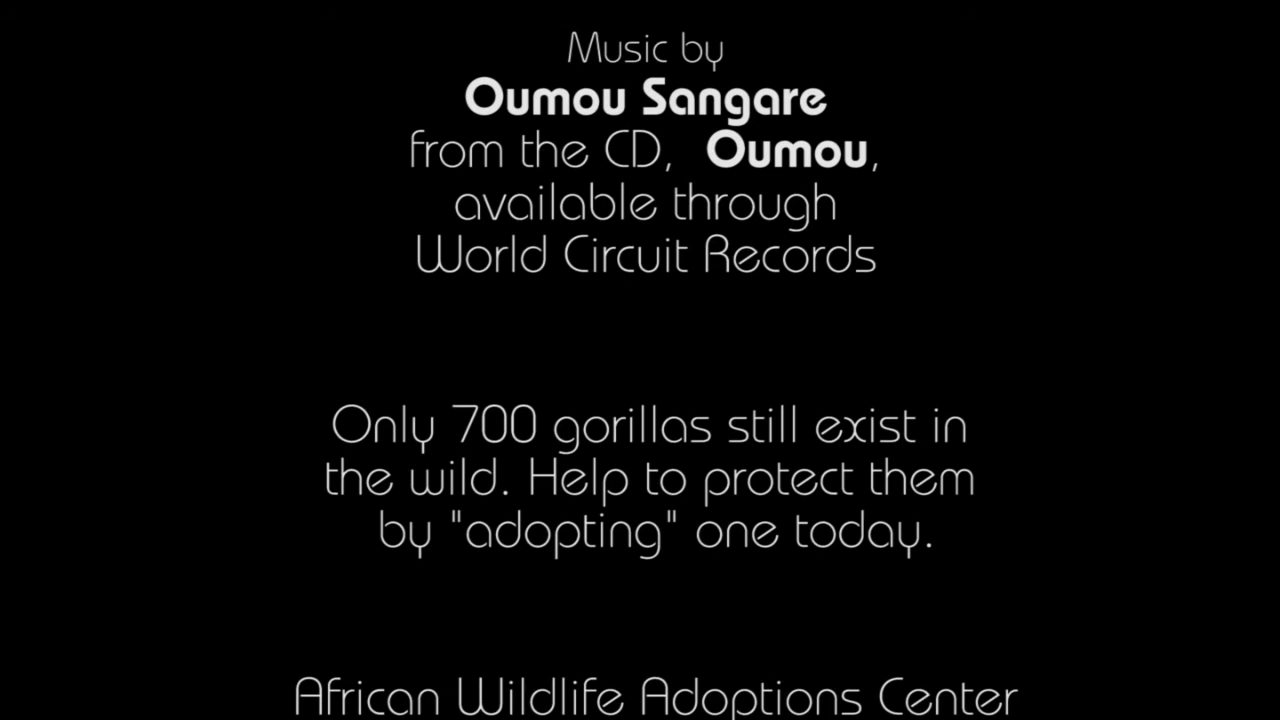 Music by
Oumou Sangare
from the CD, Oumou,
available through
World Circuit Records
Only 700 gorillas still exist in
the wild. Help to protect them
by "adopting" one today.
African Wildlife Adoptions Center